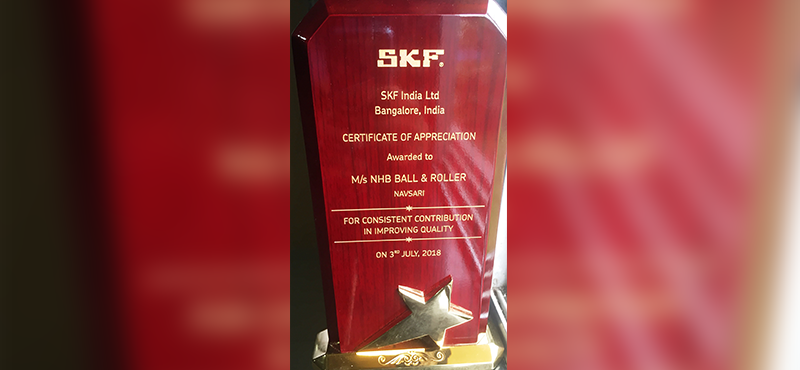 SKF®
SKF India Ltd
Bangalore, India
CERTIFICATE OF APPRECIATION
Awarded to
M/s NHB BALL & ROLLER
NAVSARI
FOR CONSISTENT CONTRIBUTION
IN IMPROVING QUALITY
ON 3RD JULY, 2018